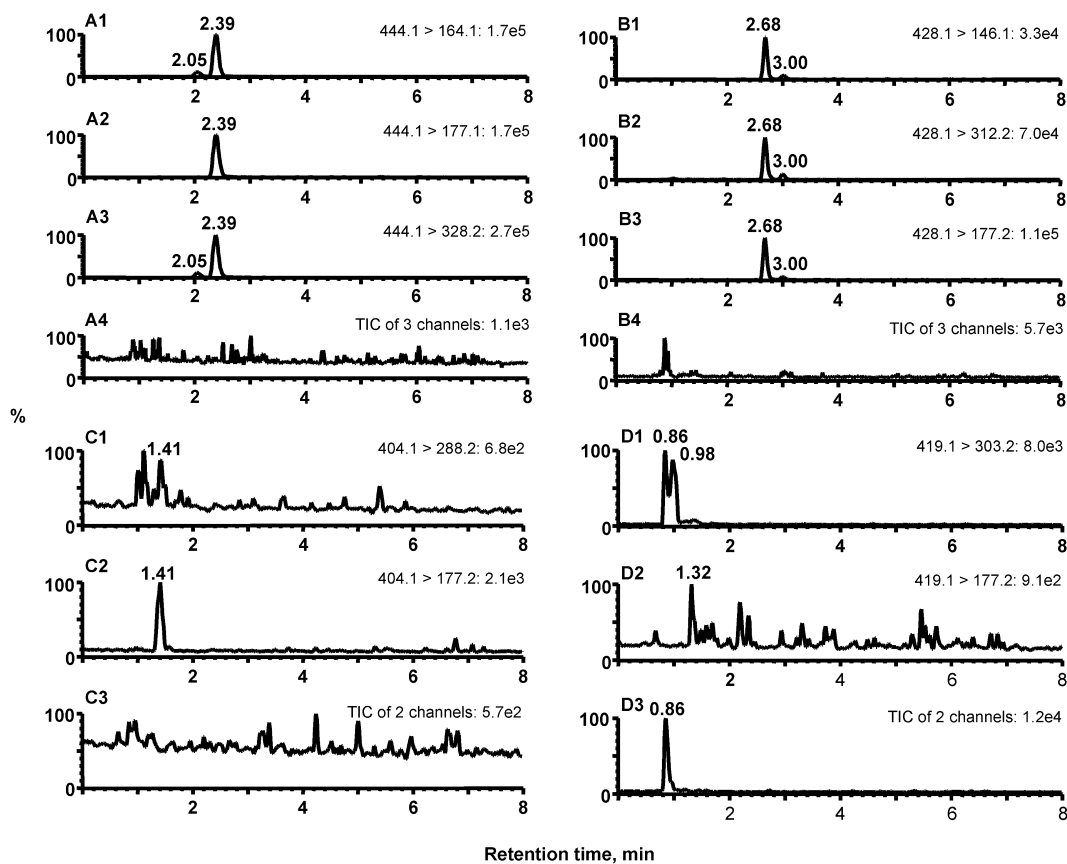 A1
2.39
2.05
444.1 > 164.1: 1.7e5
100
0
2 4 6 8
B1
2.68
3.00
428.1 > 146.1: 3.3e4
100
0
2 4 6 8
A2
2.39
444.1 > 177.1: 1.7e5
100
0
2 4 6 8
B2
2.68
3.00
428.1 > 312.2: 7.0e4
100
0
2 4 6 8
A3
2.39
2.05
444.1 > 328.2: 2.7e5
100
0
2 4 6 8
B3
2.68
3.00
428.1 > 177.2: 1.1e5
100
0
2 4 6 8
A4
TIC of 3 channels: 1.1e3
100
0
2 4 6 8
B4
TIC of 3 channels: 5.7e3
100
0
2 4 6 8
%
C1
1.41
404.1 > 288.2: 6.8e2
100
0
2 4 6 8
D1 0.86
0.98
419.1 > 303.2: 8.0e3
100
0
2 4 6 8
C2
1.41
404.1 > 177.2: 2.1e3
100
0
2 4 6 8
D2
1.32
419.1 > 177.2: 9.1e2
100
0
2 4 6 8
C3
TIC of 2 channels: 5.7e2
100
0
2 4 6 8
D3 0.86
TIC of 2 channels: 1.2e4
100
0
2 4 6 8
Retention time, min